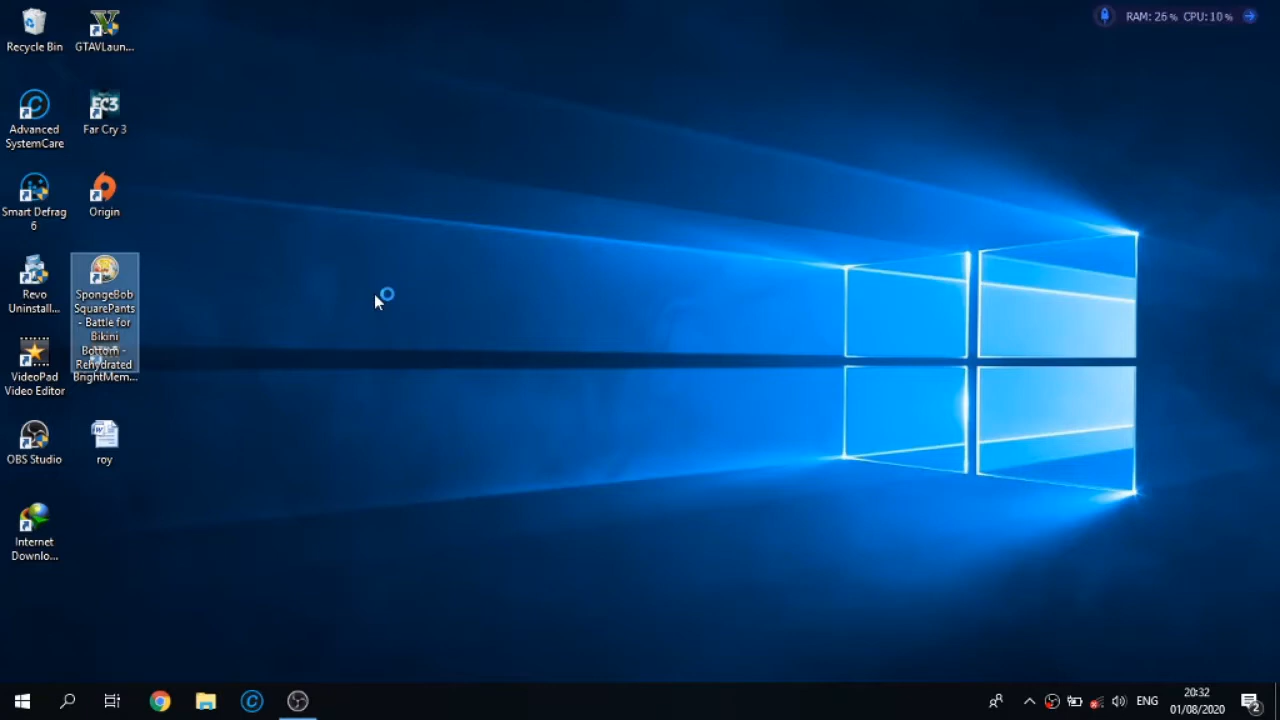 RAM: 26 % CPU: 10 %
Recycle Bin
GTAVLaun...
Advanced
SystemCare
EC3
Far Cry 3
Smart Defrag
6
Origin
Revo
Uninstall...
SpongeBob
SquarePants
- Battle for
Bikini
Bottom -
Rehydrated
BrightMem...
VideoPad
Video Editor
OBS Studio
roy
Internet
Downlo...
ENG
20:32
01/08/2020
2